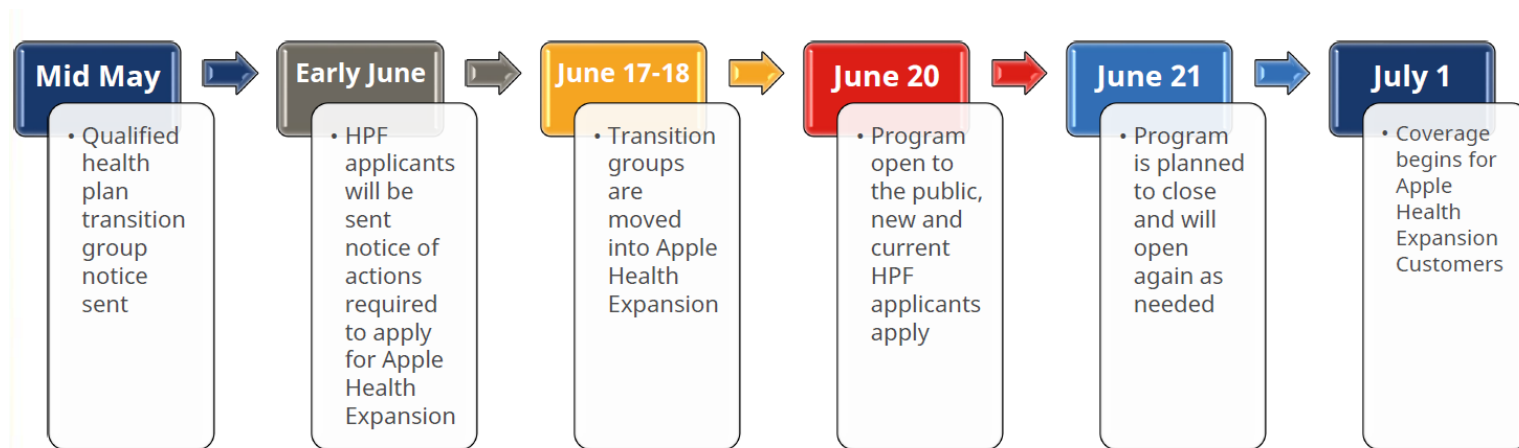 Mid May
• Qualified
health
plan
transition
group
notice
sent
Early June
• HPF
applicants
will be
sent
notice of
actions
required
to apply
for Apple
Health
Expansion
June 17-18
• Transition
groups
are
moved
into Apple
Health
Expansion
June 20
• Program
open to
the public,
new and
current
HPF
applicants
apply
June 21
• Program
is planned
to close
and will
open
again as
needed
July 1
• Coverage
begins for
Apple
Health
Expansion
Customers